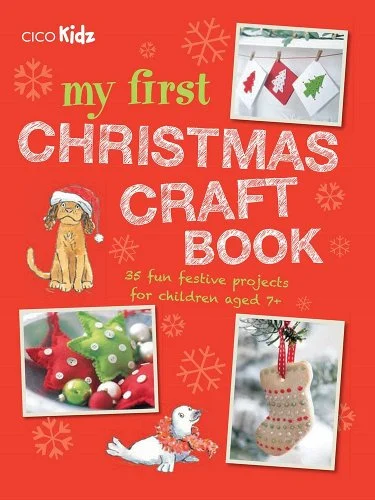 CICO Kidz
my first
CHRISTMAS
CRAFT
BOOK
35 fun festive projects
for children aged 7+